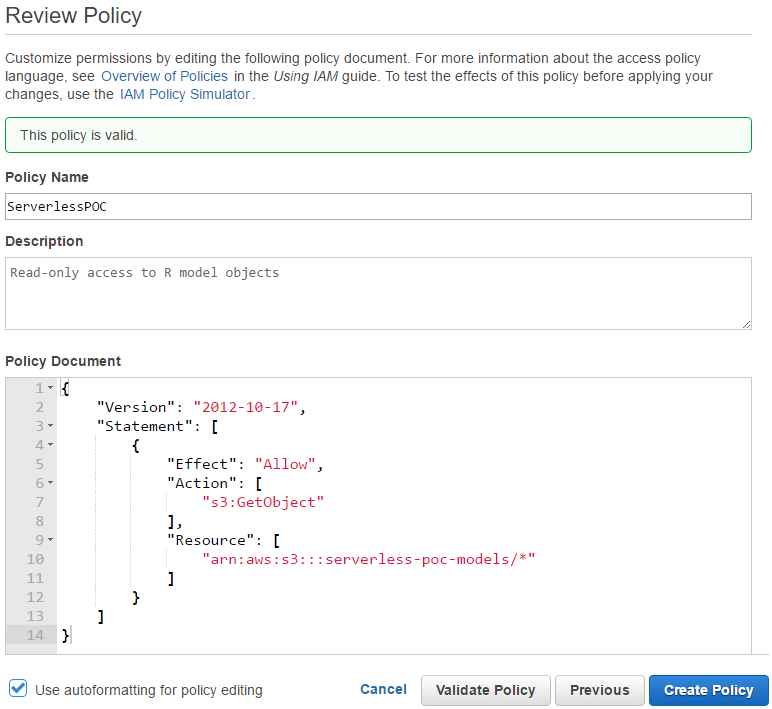 Review Policy
Customize permissions by editing the following policy document. For more information about the access policy
language, see Overview of Policies in the Using IAM guide. To test the effects of this policy before applying your
changes, use the IAM Policy Simulator.
This policy is valid.
Policy Name
ServerlessPOC
Description
Read-only access to R model objects
Policy Document
1 {
2     "Version": "2012-10-17",
3     "Statement": [
4         {
5             "Effect": "Allow",
6             "Action": [
7                 "s3:GetObject"
8             ],
9             "Resource": [
10                 "arn:aws:s3:::serverless-poc-models/*"
11             ]
12         }
13     ]
14 }
Use autoformatting for policy editing Cancel Validate Policy Previous Create Policy